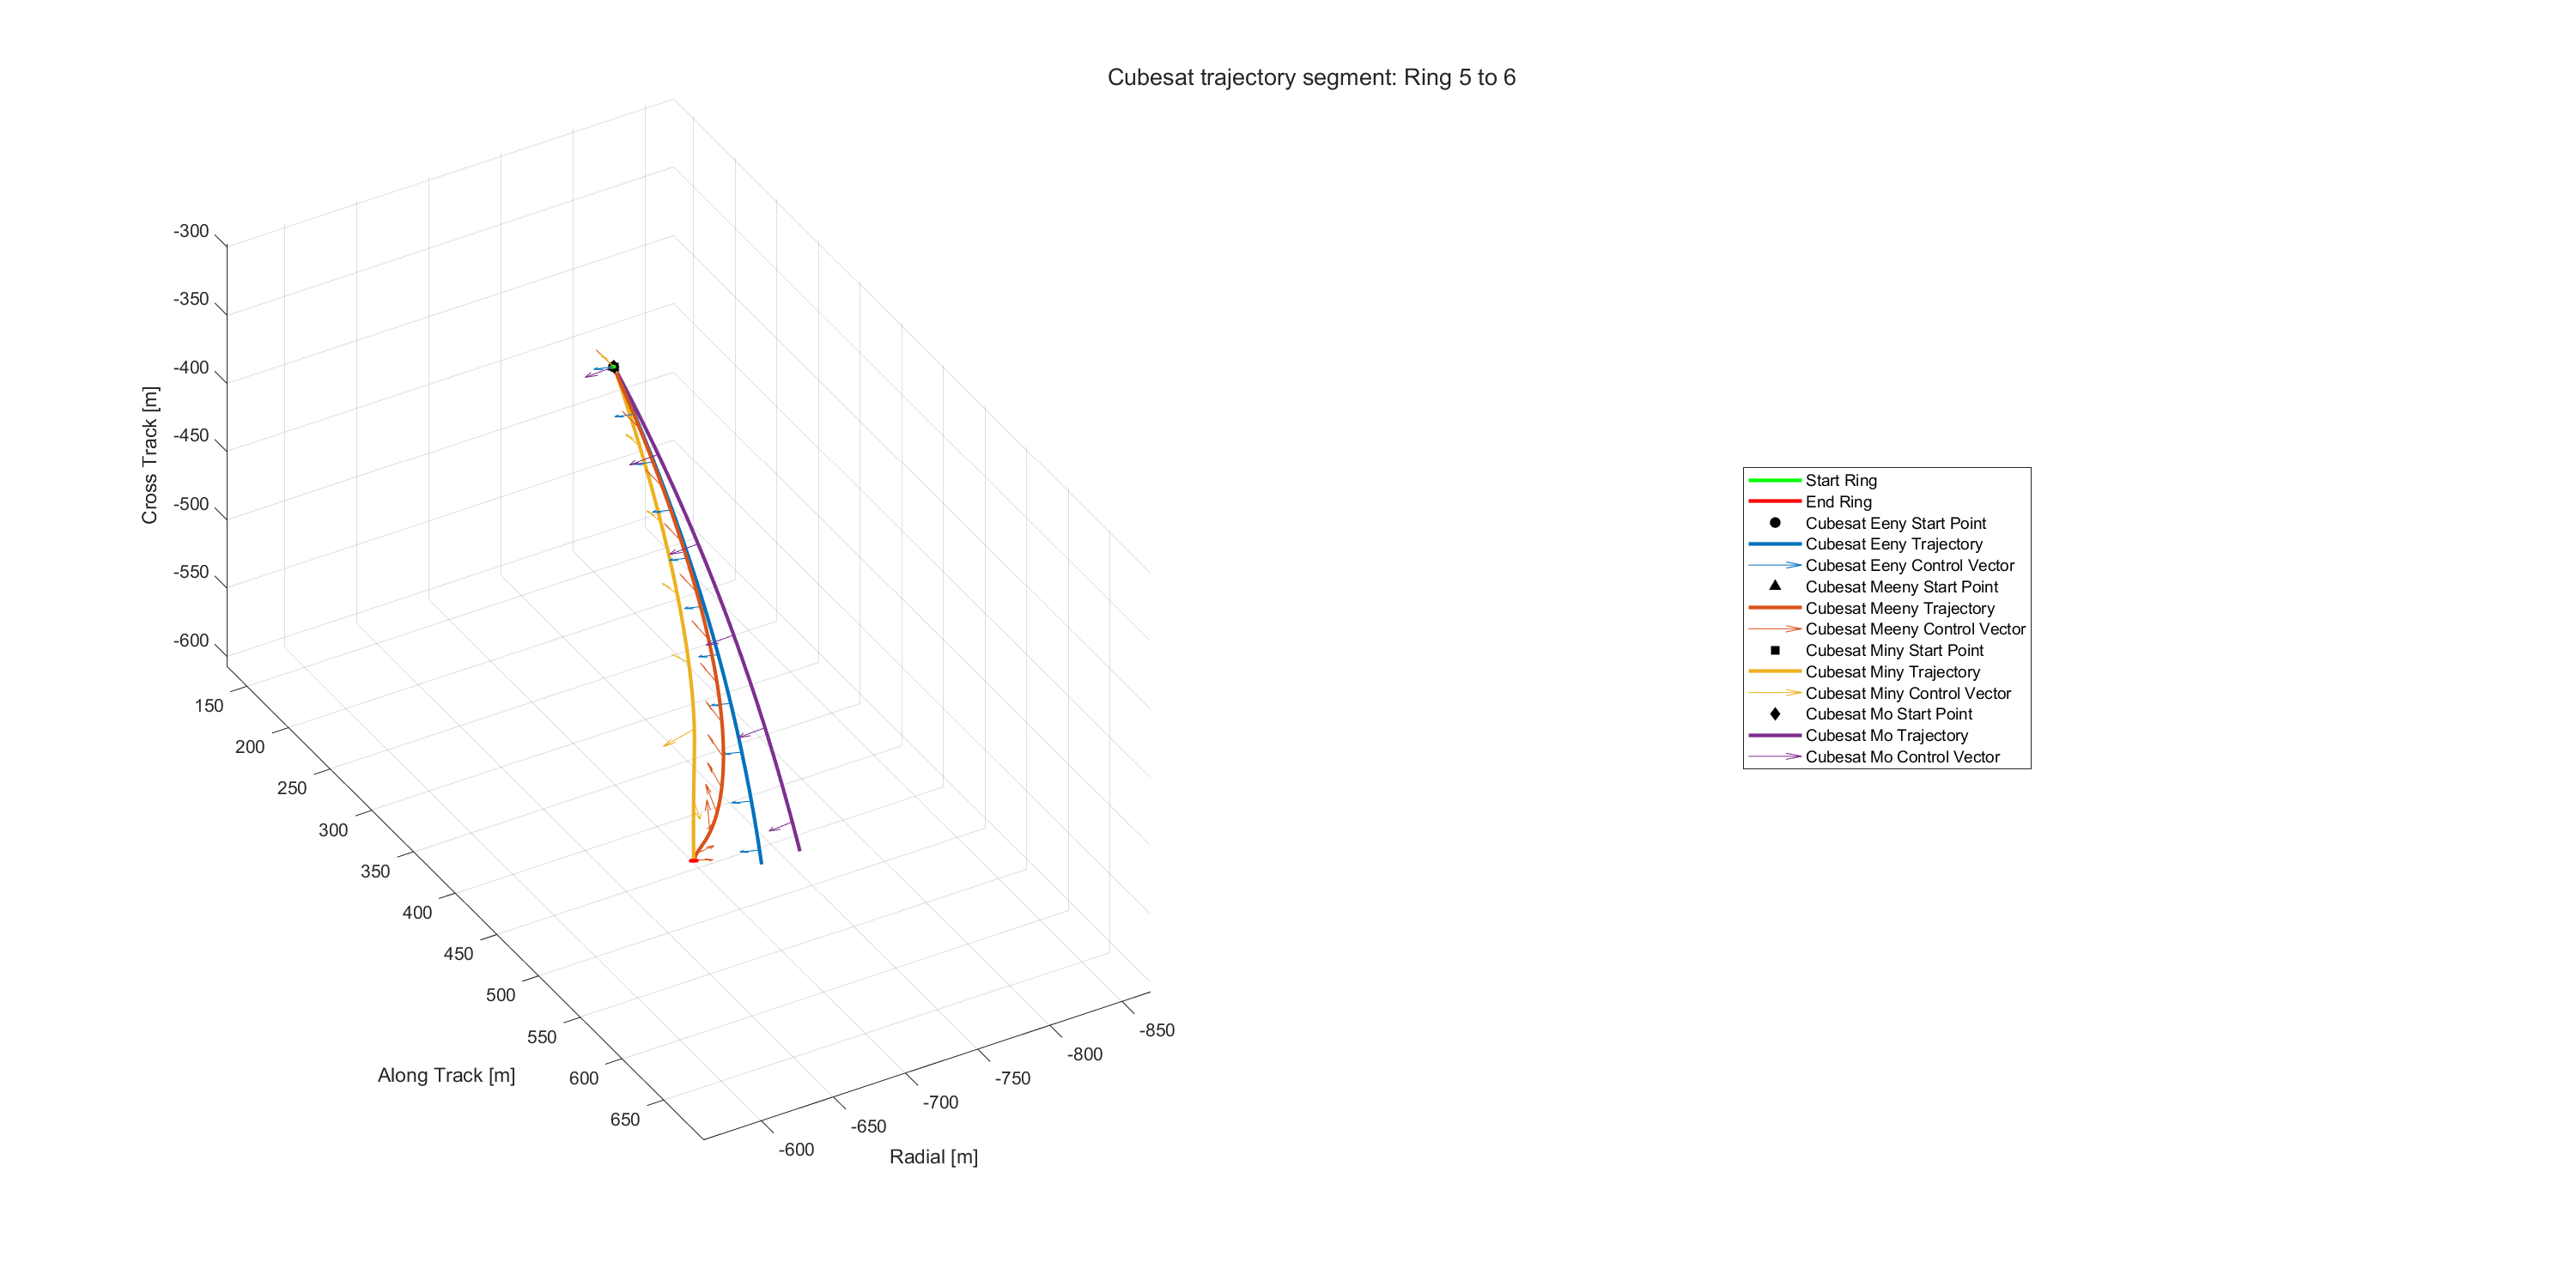 Cubesat trajectory segment: Ring 5 to 6
-300
-350
-400
-450
-500
-550
-600
Cross Track [m]
150
200
250
300
350
400
450
500
550
600
650
Along Track [m]
-850
-800
-750
-700
-650
-600
Radial [m]
Start Ring
End Ring
Cubesat Eeny Start Point
Cubesat Eeny Trajectory
Cubesat Eeny Control Vector
Cubesat Meeny Start Point
Cubesat Meeny Trajectory
Cubesat Meeny Control Vector
Cubesat Miny Start Point
Cubesat Miny Trajectory
Cubesat Miny Control Vector
Cubesat Mo Start Point
Cubesat Mo Trajectory
Cubesat Mo Control Vector